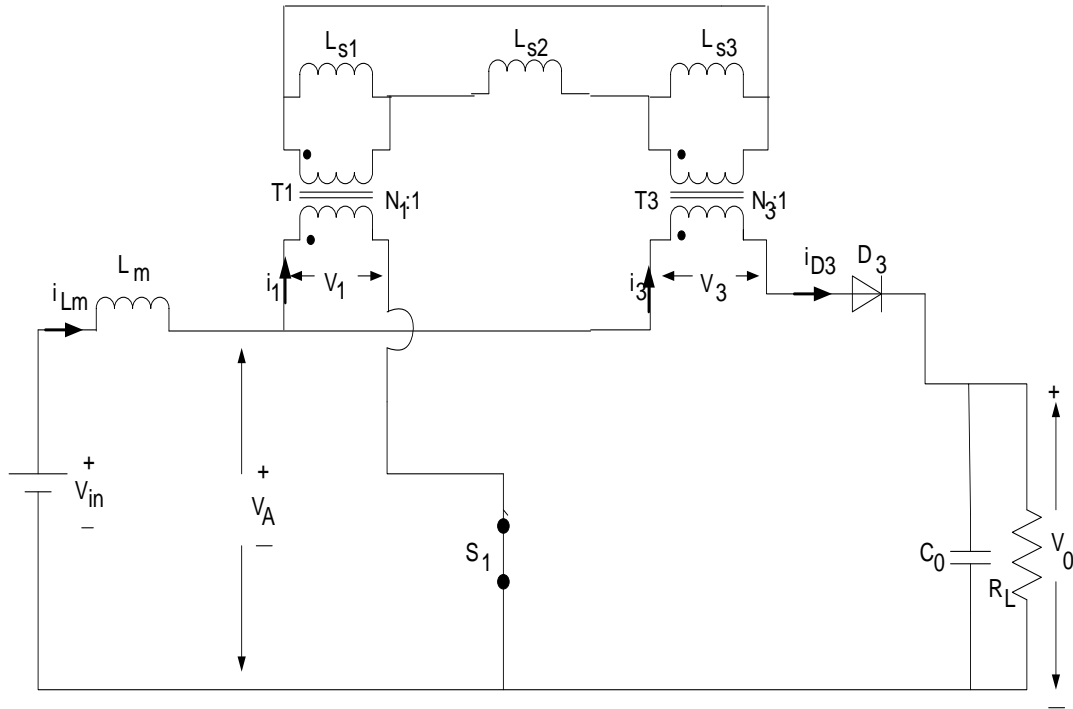 Ls1
Ls2
Ls3
T1
N1:1
T3
N3:1
Lm
iLm
i1
V1
i3
V3
iD3
D3
+
Vin
–
+
VA
–
S1
C0
RL
+
V0
–